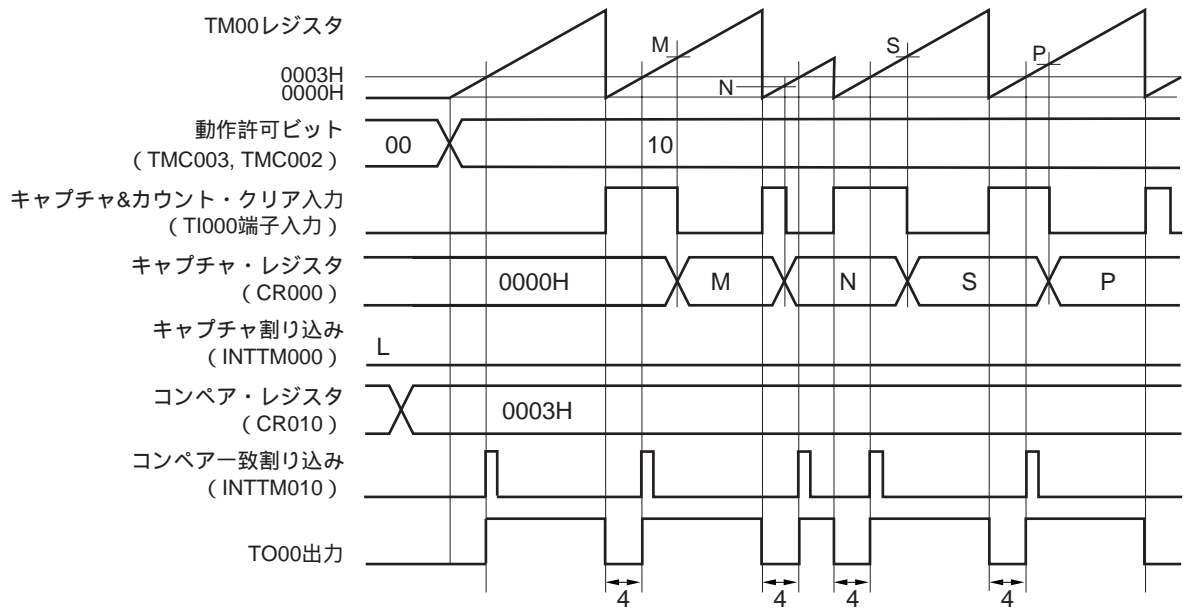 TM00レジスタ
M
S
P
0003H
N
0000H
動作許可ビット
（TMC003, TMC002）
00
10
キャプチャ&カウント・クリア入力
（TI000端子入力）
キャプチャ・レジスタ
（CR000）
0000H
M
N
S
P
キャプチャ割り込み
（INTTM000）
L
コンペア・レジスタ
（CR010）
0003H
コンペア一致割り込み
（INTTM010）
TO00出力
4
4
4
4